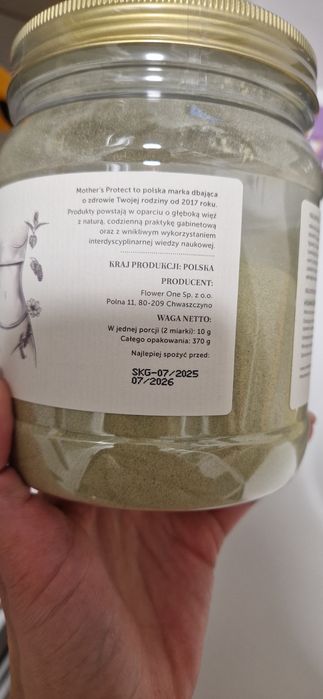 Mother's Protect to polska marka dbająca
o zdrowie Twojej rodziny od 2017 roku.
Produkty powstają w oparciu o głęboką więź
z naturą, codzienną praktykę gabinetową
oraz z wnikliwym wykorzystaniem
interdyscyplinarnej wiedzy naukowej.
KRAJ PRODUKCJI: POLSKA
PRODUCENT:
Flower One Sp. z o.o.
Polna 11, 80-209 Chwaszczyno
WAGA NETTO:
W jednej porcji (2 miarki): 10 g
Całego opakowania: 370 g
Najlepiej spożyć przed:
SKG-07/2025
07/2026